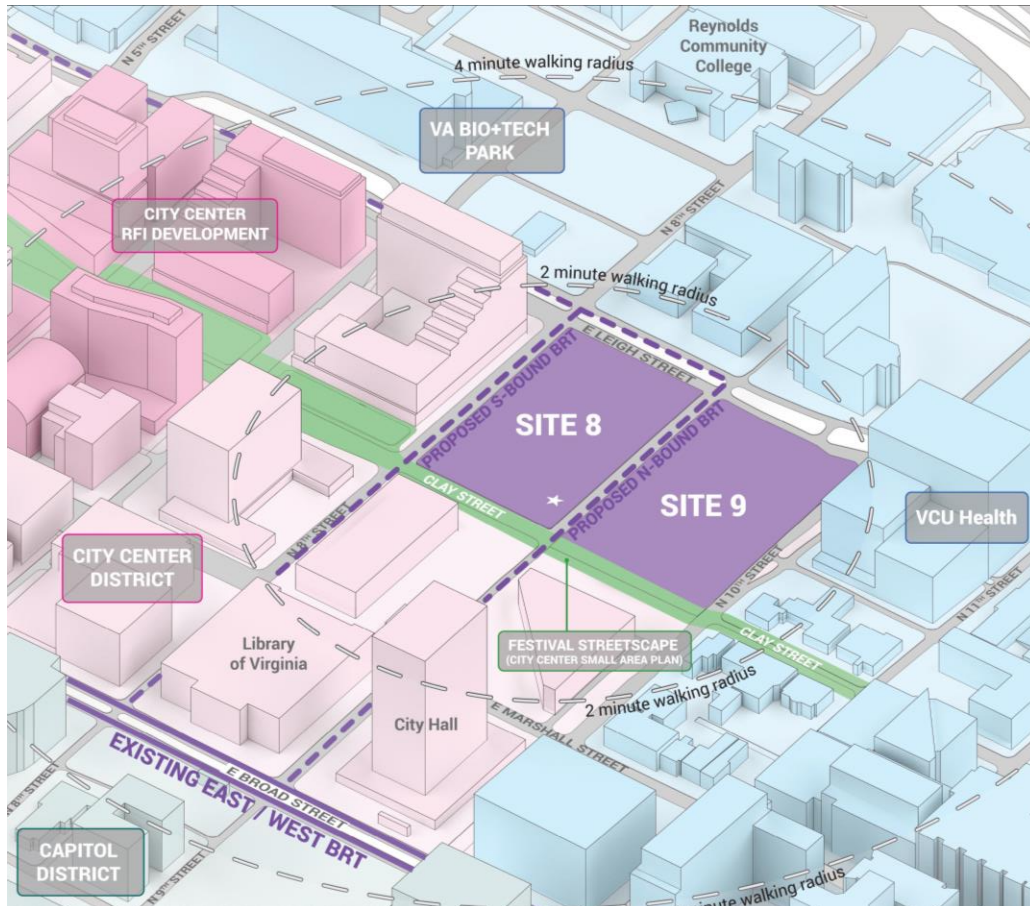 N 5TH STREET
Reynolds
Community
College
4 minute walking radius
VA BIO+TECH
PARK
CITY CENTER
RFI DEVELOPMENT
N 8TH STREET
2 minute walking radius
E LEIGH STREET
PROPOSED S-BOUND BRT
SITE 8
PROPOSED N-BOUND BRT
SITE 9
CLAY STREET
VCU Health
N 8TH STREET
CITY CENTER
DISTRICT
N 10TH STREET
N 11TH STREET
FESTIVAL STREETSCAPE
(CITY CENTER SMALL AREA PLAN)
CLAY STREET
Library
of Virginia
2 minute walking radius
City Hall
E MARSHALL STREET
E BROAD STREET
EXISTING EAST / WEST BRT
8TH STREET
CAPITOL
DISTRICT
N 9TH STREET
minute walking radius